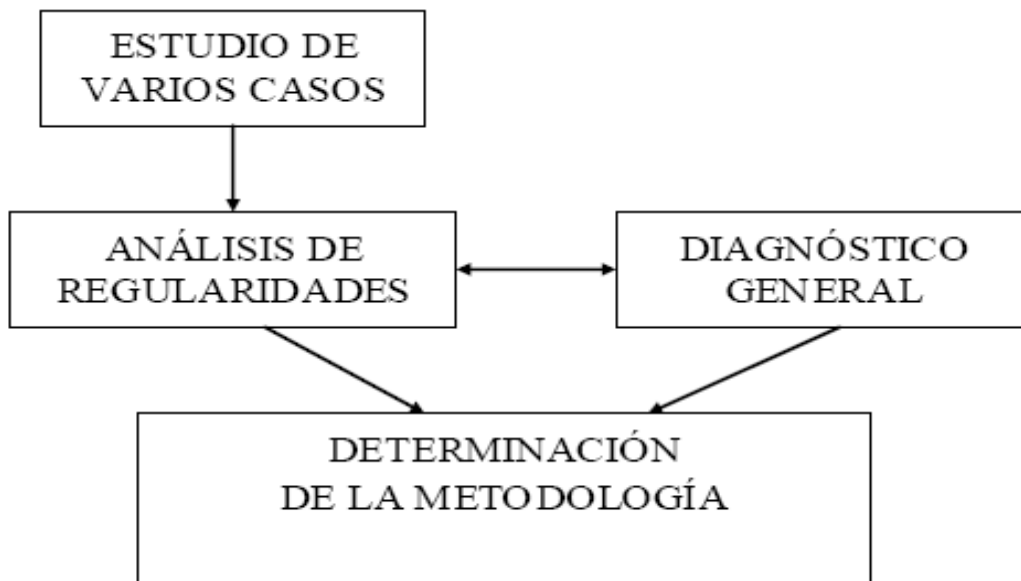 ESTUDIO DE
VARIOS CASOS
ANÁLISIS DE
REGULARIDADES
DIAGNÓSTICO
GENERAL
DETERMINACIÓN
DE LA METODOLOGÍA